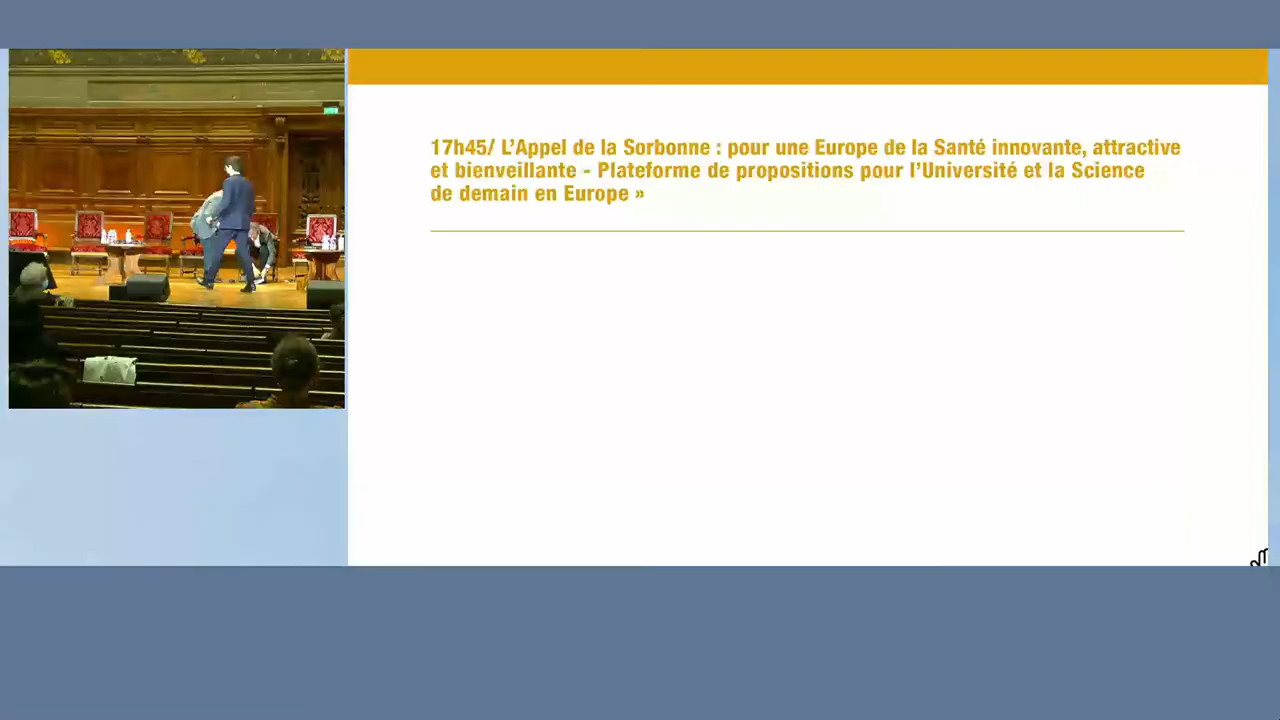 17h45/ L’Appel de la Sorbonne : pour une Europe de la Santé innovante, attractive
et bienveillante - Plateforme de propositions pour l’Université et la Science
de demain en Europe »